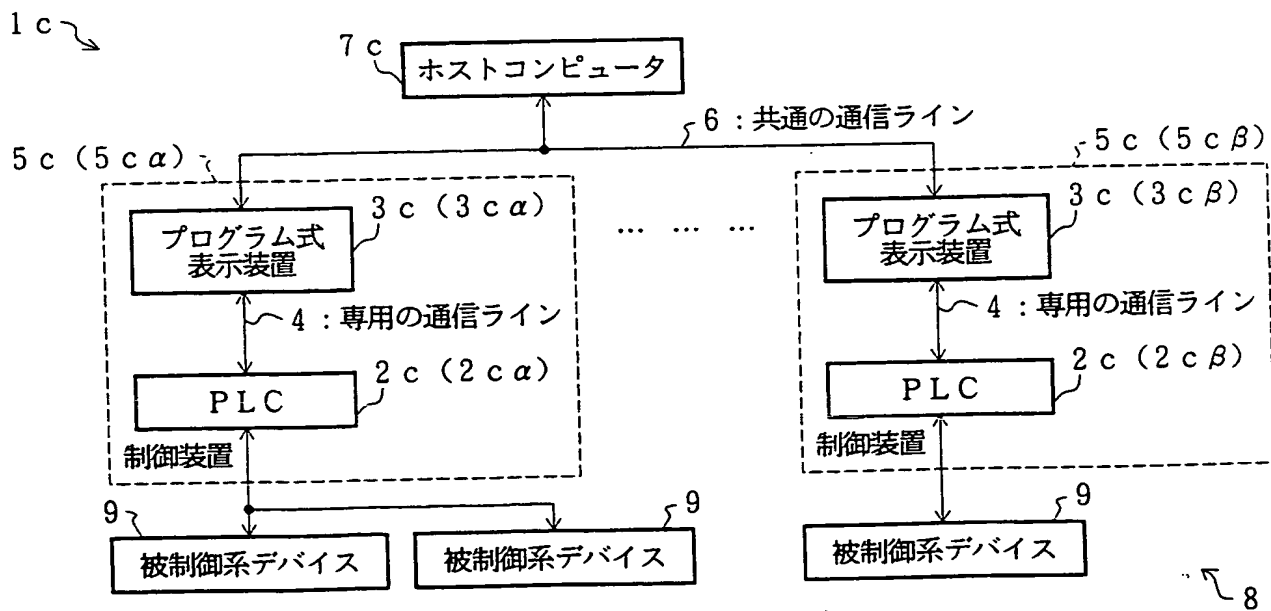 1c
7c
ホストコンピュータ
6：共通の通信ライン
5c（5cα）
5c（5cβ）
3c（3cα）
プログラム式
表示装置
… … …
3c（3cβ）
プログラム式
表示装置
4：専用の通信ライン
4：専用の通信ライン
2c（2cα）
PLC
2c（2cβ）
PLC
制御装置
制御装置
9
被制御系デバイス
9
被制御系デバイス
9
被制御系デバイス
8